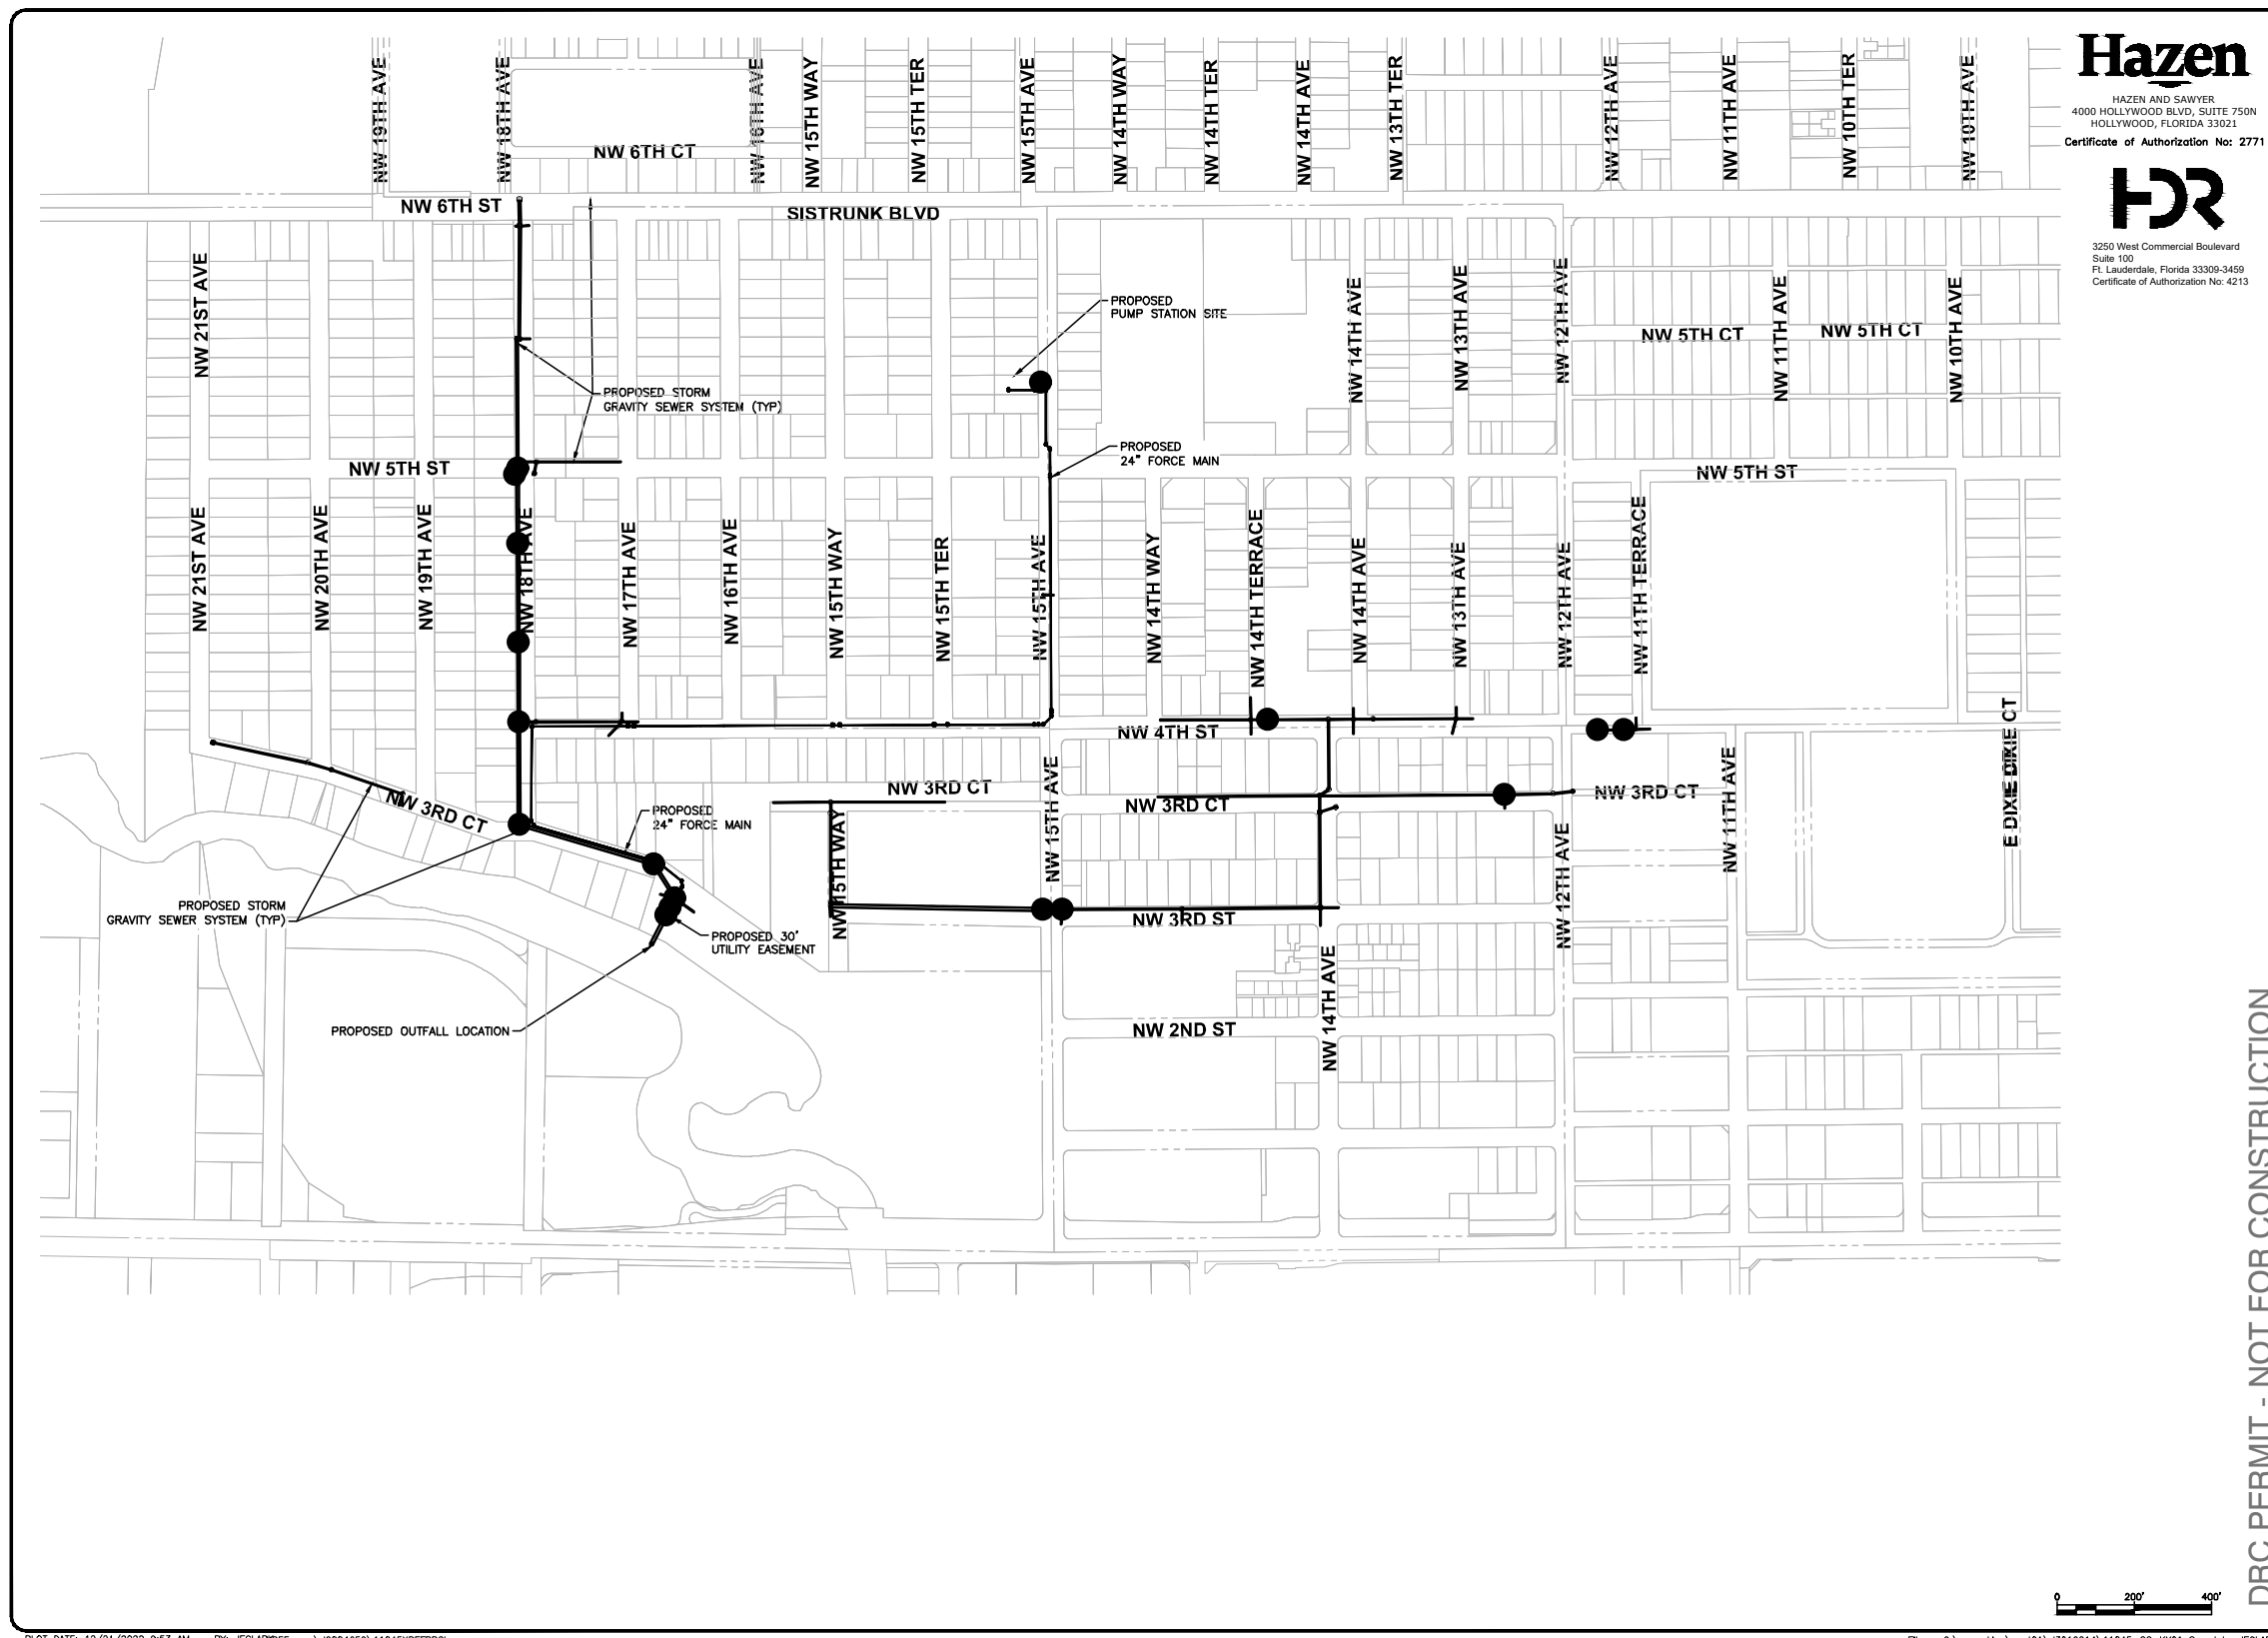 Hazen
HAZEN AND SAWYER
4000 HOLLYWOOD BLVD, SUITE 750N
HOLLYWOOD, FLORIDA 33021
Certificate of Authorization No: 2771
HDR
3250 West Commercial Boulevard
Suite 100
Ft. Lauderdale, Florida 33309-3459
Certificate of Authorization No: 4213
NW 19TH AVE
NW 18TH AVE
NW 16TH AVE
NW 15TH WAY
NW 15TH TER
NW 15TH AVE
NW 14TH WAY
NW 14TH TER
NW 14TH AVE
NW 13TH TER
NW 12TH AVE
NW 11TH AVE
NW 10TH TER
NW 10TH AVE
NW 6TH CT
NW 6TH ST
SISTRUNK BLVD
NW 21ST AVE
PROPOSED
PUMP STATION SITE
NW 14TH AVE
NW 13TH AVE
NW 12TH AVE
NW 5TH CT
NW 11TH AVE
NW 5TH CT
NW 10TH AVE
PROPOSED STORM
GRAVITY SEWER SYSTEM (TYP)
PROPOSED
24" FORCE MAIN
NW 5TH ST
NW 5TH ST
NW 21ST AVE
NW 20TH AVE
NW 19TH AVE
NW 18TH AVE
NW 17TH AVE
NW 16TH AVE
NW 15TH WAY
NW 15TH TER
NW 15TH AVE
NW 14TH WAY
NW 14TH TERRACE
NW 14TH AVE
NW 13TH AVE
NW 12TH AVE
NW 11TH TERRACE
NW 4TH ST
E DIXIE CT
DIXIE CT
NW 3RD CT
NW 3RD CT
NW 3RD CT
NW 3RD CT
PROPOSED
24" FORCE MAIN
NW 15TH WAY
NW 15TH AVE
NW 12TH AVE
NW 11TH AVE
PROPOSED STORM
GRAVITY SEWER SYSTEM (TYP)
NW 3RD ST
PROPOSED 30'
UTILITY EASEMENT
NW 14TH AVE
PROPOSED OUTFALL LOCATION
NW 2ND ST
DRC PERMIT - NOT FOR CONSTRUCTION
0 200' 400'